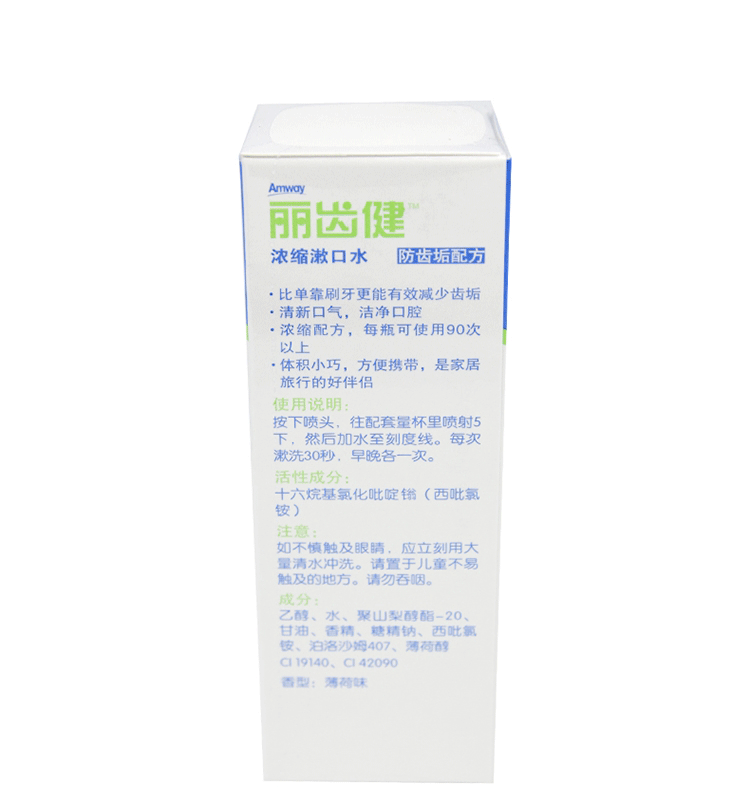 Amway
丽齿健™
浓缩漱口水 防齿垢配方
·比单靠刷牙更能有效减少齿垢
·清新口气，洁净口腔
·浓缩配方，每瓶可使用90次
以上
·体积小巧，方便携带，是家居
旅行的好伴侣
使用说明：
按下喷头，往配套量杯里喷射5
下，然后加水至刻度线。每次
漱洗30秒，早晚各一次。
活性成分：
十六烷基氯化吡啶𬭩（西吡氯
铵）
注意：
如不慎触及眼睛，应立刻用大
量清水冲洗。请置于儿童不易
触及的地方。请勿吞咽。
成分：
乙醇、水、聚山梨醇酯-20、
甘油、香精、糖精钠、西吡氯
铵、泊洛沙姆407、薄荷醇
CI 19140、CI 42090
香型：薄荷味